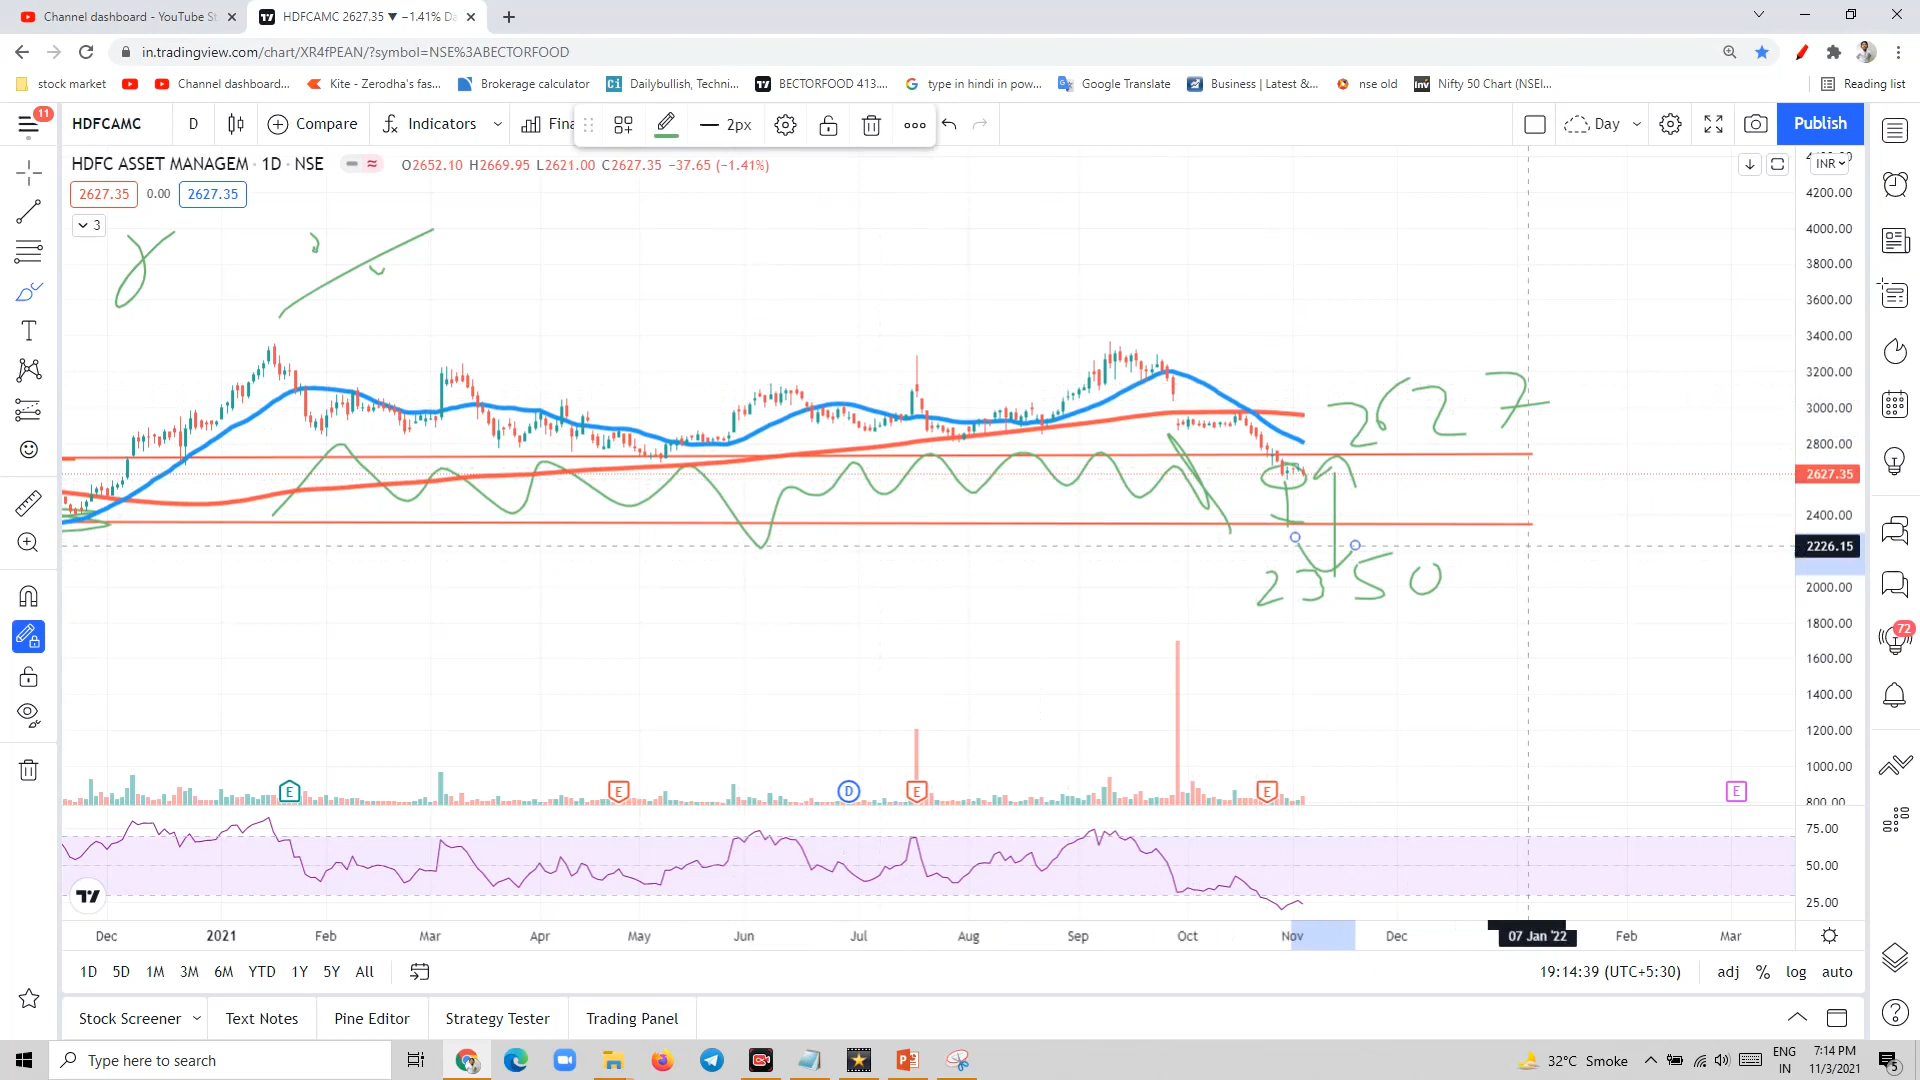 Channel dashboard - YouTube St
HDFCAMC 2627.35 ▼ −1.41% Da
in.tradingview.com/chart/XR4fPEAN/?symbol=NSE%3ABECTORFOOD
stock market
Channel dashboard...
Kite - Zerodha's fas...
Brokerage calculator
Dailybullish, Techni...
BECTORFOOD 413....
type in hindi in pow...
Google Translate
Business | Latest &...
Nse old
Nifty 50 Chart (NSEI...
Reading list
11
HDFCAMC
D
Compare
Indicators
Fina
2px
Day
Publish
HDFC ASSET MANAGEM · 1D · NSE
O2652.10 H2669.95 L2621.00 C2627.35 −37.65 (−1.41%)
INR
2627.35 0.00 2627.35
3
4200.00
4000.00
3800.00
3600.00
3400.00
3200.00
3000.00
2800.00
2627.35
2400.00
2226.15
2000.00
1800.00
1600.00
1400.00
1200.00
1000.00
800.00
2627
2350
72
E
E
D
E
E
E
75.00
50.00
25.00
Dec 2021 Feb Mar Apr May Jun Jul Aug Sep Oct Nov Dec 07 Jan '22 Feb Mar
1D 5D 1M 3M 6M YTD 1Y 5Y All
19:14:39 (UTC+5:30) adj % log auto
Stock Screener Text Notes Pine Editor Strategy Tester Trading Panel
Type here to search
32°C Smoke
ENG
IN
7:14 PM
11/3/2021
5